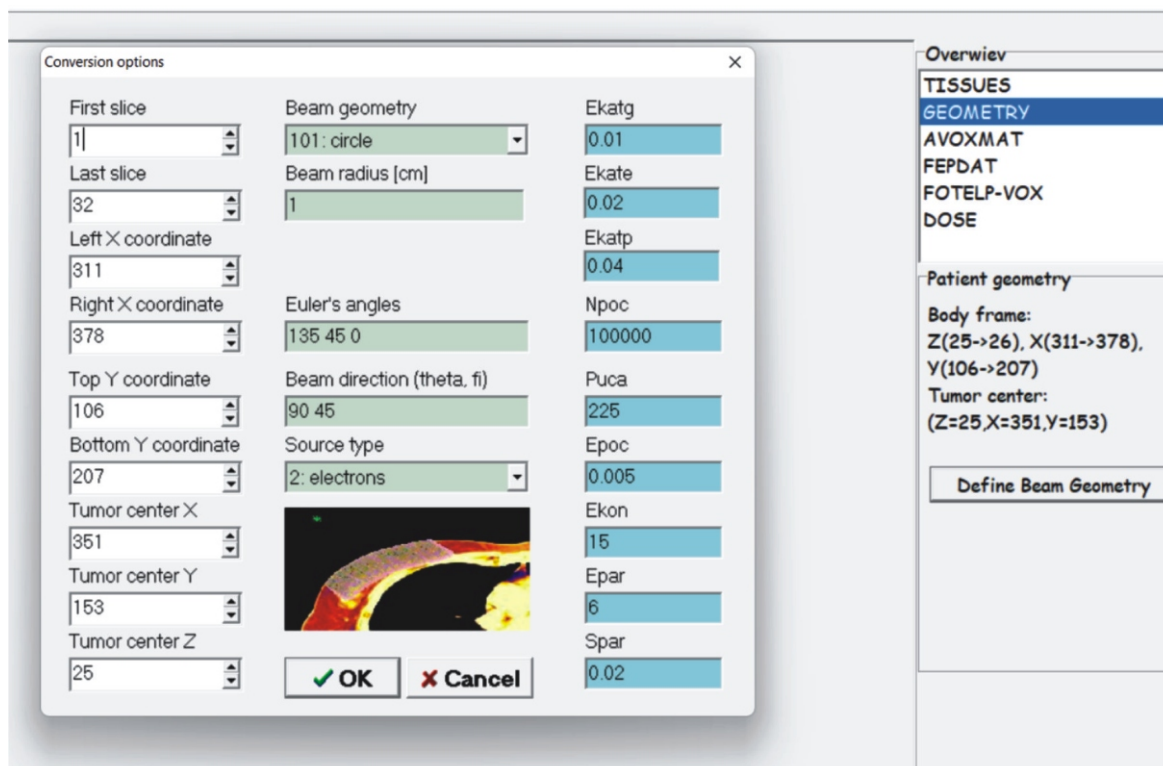 Conversion options
First slice
1
Last slice
32
Left X coordinate
311
Right X coordinate
378
Top Y coordinate
106
Bottom Y coordinate
207
Tumor center X
351
Tumor center Y
153
Tumor center Z
25
Beam geometry
101: circle
Beam radius [cm]
1
Euler's angles
135 45 0
Beam direction (theta, fi)
90 45
Source type
2: electrons
OK
Cancel
Ekatg
0.01
Ekate
0.02
Ekatp
0.04
Npoc
100000
Puca
225
Epoc
0.005
Ekon
15
Epar
6
Spar
0.02
Overwiev
TISSUES
GEOMETRY
AVOXMAT
FEPDAT
FOTELP-VOX
DOSE
Patient geometry
Body frame:
Z(25->26), X(311->378),
Y(106->207)
Tumor center:
(Z=25,X=351,Y=153)
Define Beam Geometry